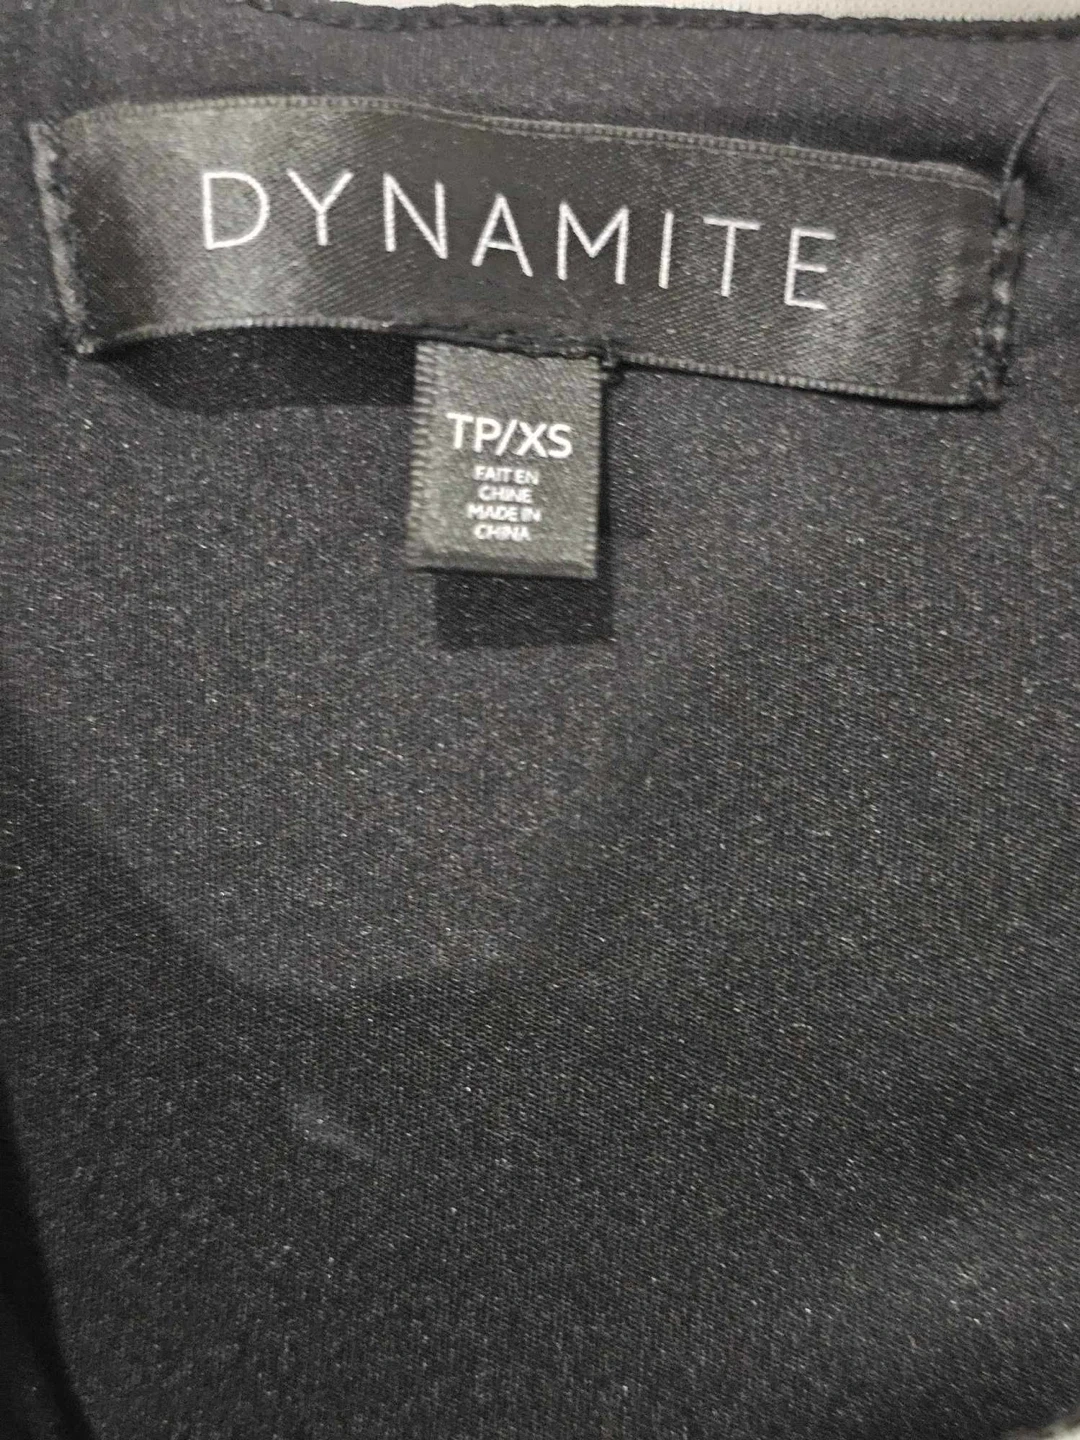 DYNAMITE
TP/XS
FAIT EN
CHINE
MADE IN
CHINA